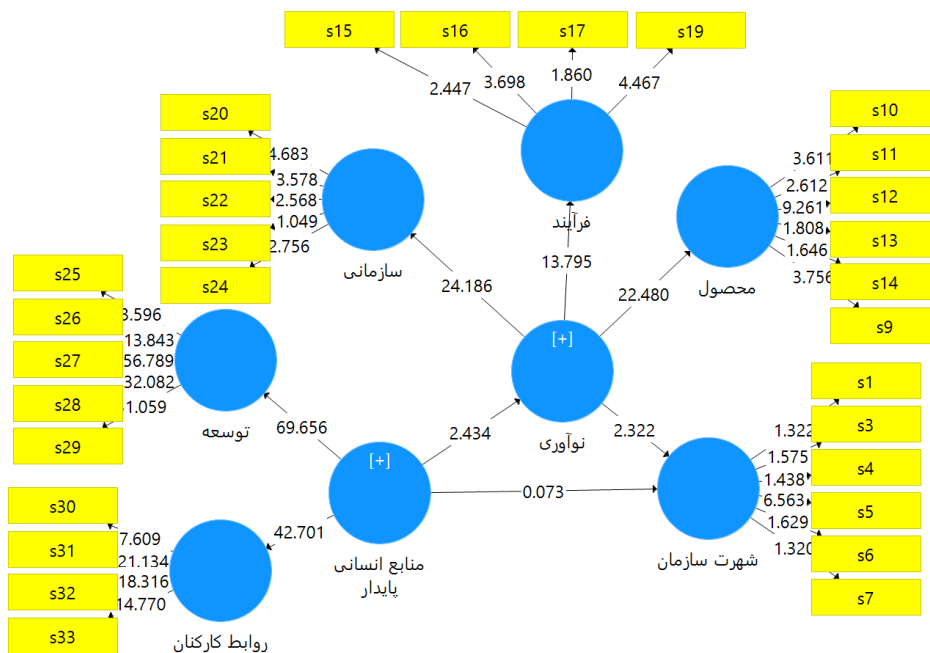 s15
s16
s17
s19
2.447
3.698
1.860
4.467
فرآیند
s20
s21
s22
s23
s24
4.683
3.578
2.568
1.049
2.756
سازمانی
s10
s11
s12
s13
s14
s9
3.611
2.612
9.261
1.808
1.646
3.756
محصول
24.186
13.795
22.480
[+]
نوآوری
s25
s26
s27
s28
s29
3.596
13.843
56.789
32.082
1.059
توسعه
69.656
2.434
2.322
[+]
منابع انسانی
پایدار
0.073
42.701
s1
s3
s4
s5
s6
s7
1.322
1.575
1.438
6.563
1.629
1.320
شهرت سازمان
s30
s31
s32
s33
7.609
21.134
18.316
14.770
روابط کارکنان